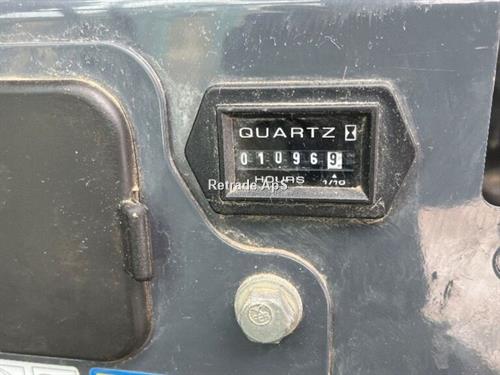 QUARTZ
010969
HOURS 1/10
Retrade ApS